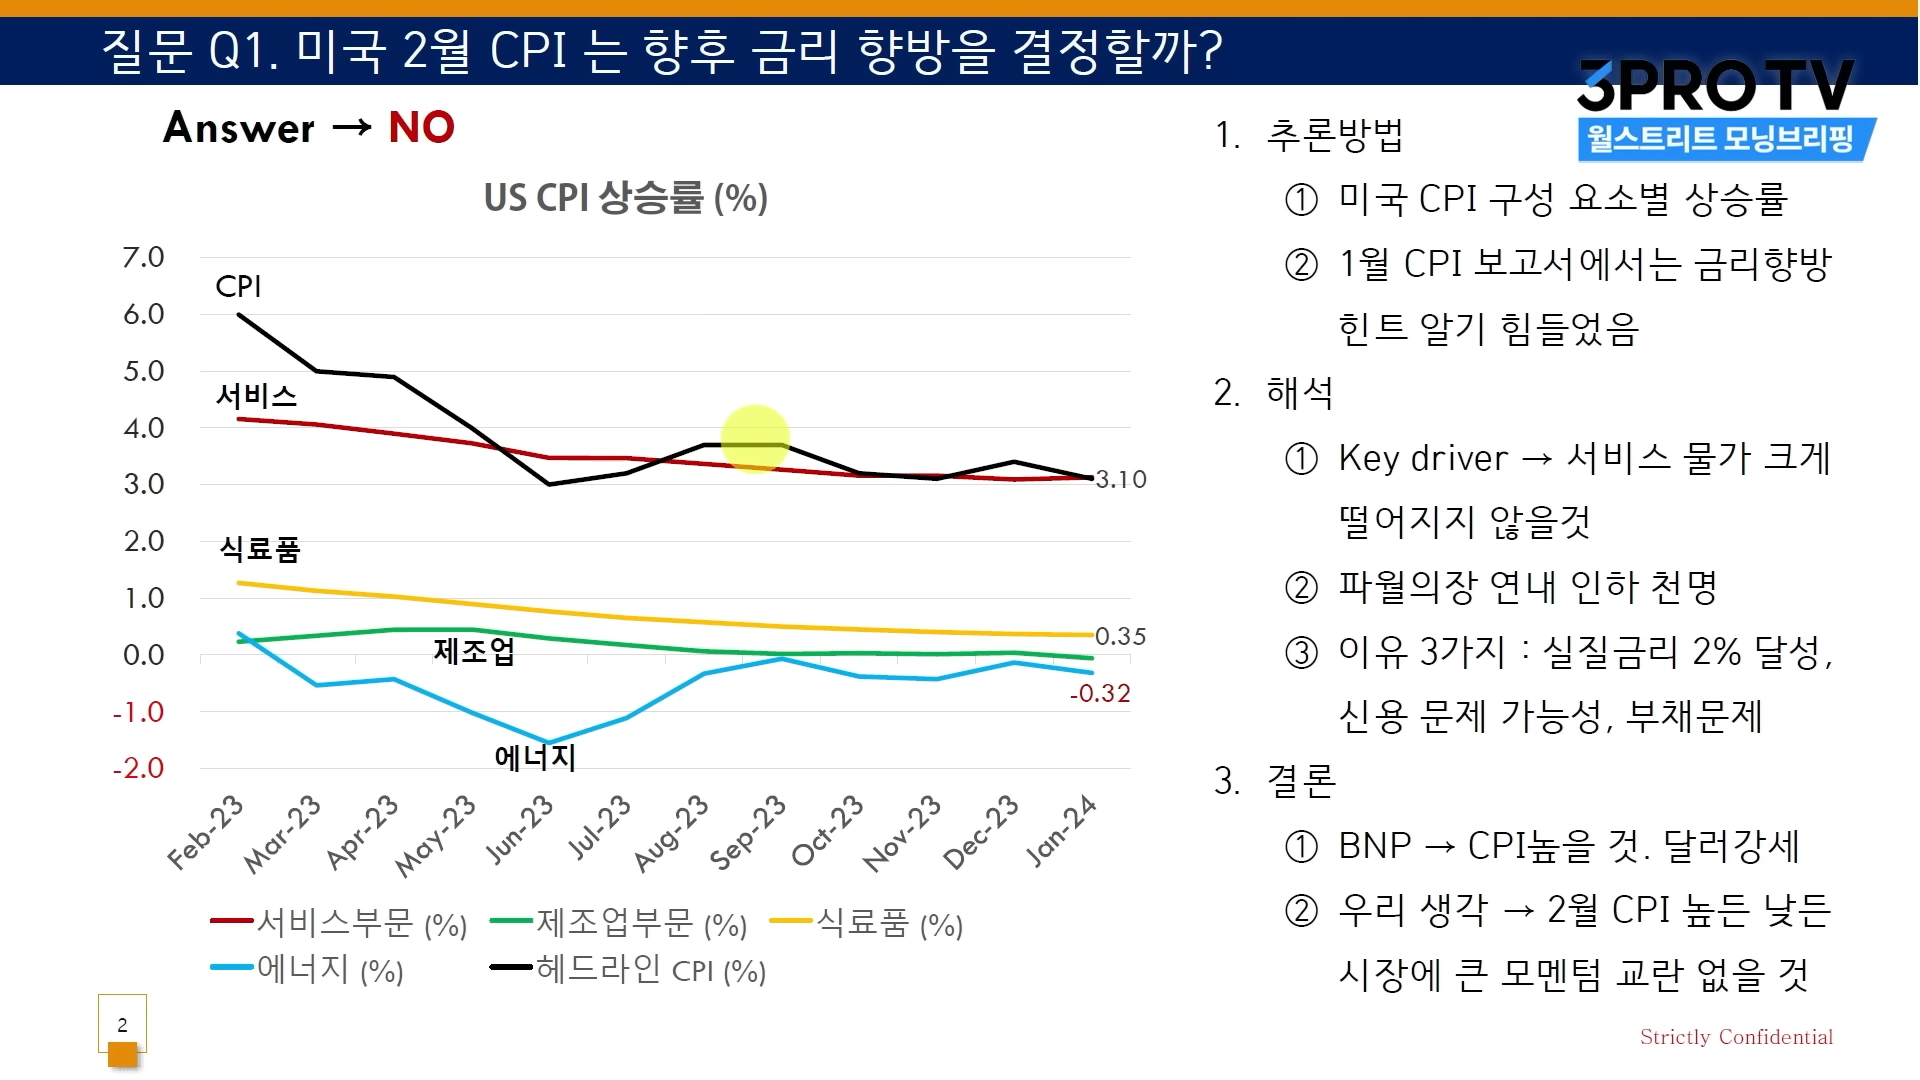 질문 Q1. 미국 2월 CPI 는 향후 금리 향방을 결정할까?
3PRO TV
월스트리트 모닝브리핑
Answer → NO
US CPI 상승률 (%)
7.0
6.0
5.0
4.0
3.0
2.0
1.0
0.0
-1.0
-2.0
CPI
서비스
식료품
제조업
에너지
3.10
0.35
-0.32
Feb-23
Mar-23
Apr-23
May-23
Jun-23
Jul-23
Aug-23
Sep-23
Oct-23
Nov-23
Dec-23
Jan-24
서비스부문 (%) 제조업부문 (%) 식료품 (%)
에너지 (%) 헤드라인 CPI (%)
1. 추론방법
① 미국 CPI 구성 요소별 상승률
② 1월 CPI 보고서에서는 금리향방
힌트 알기 힘들었음
2. 해석
① Key driver → 서비스 물가 크게
떨어지지 않을것
② 파월의장 연내 인하 천명
③ 이유 3가지 : 실질금리 2% 달성,
신용 문제 가능성, 부채문제
3. 결론
① BNP → CPI높을 것. 달러강세
② 우리 생각 → 2월 CPI 높든 낮든
시장에 큰 모멘텀 교란 없을 것
2
Strictly Confidential